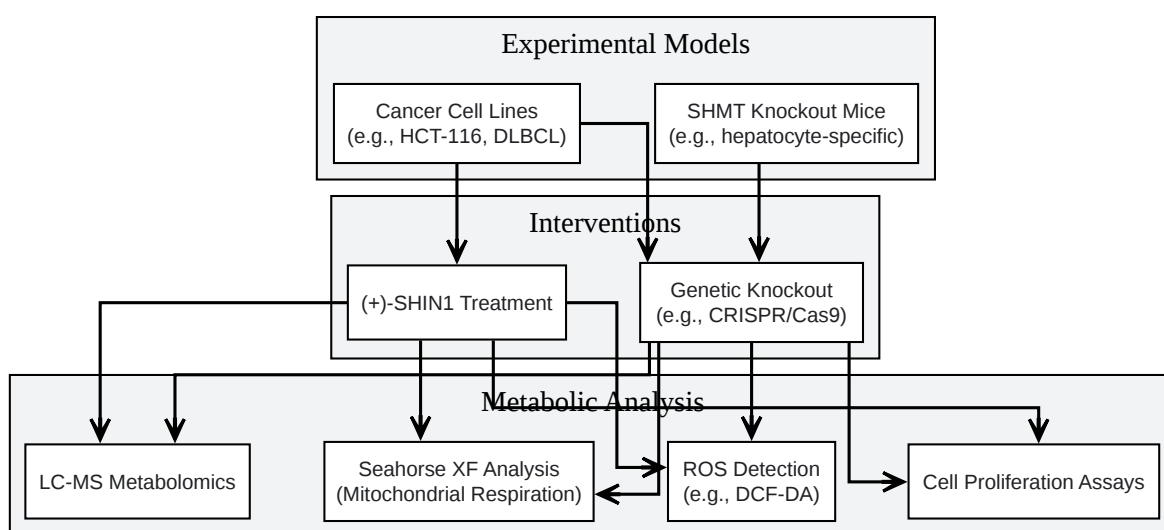 Experimental Models
Cancer Cell Lines
(e.g., HCT-116, DLBCL)
SHMT Knockout Mice
(e.g., hepatocyte-specific)
Interventions
(+)-SHIN1 Treatment
Genetic Knockout
(e.g., CRISPR/Cas9)
Metabolic Analysis
LC-MS Metabolomics
Seahorse XF Analysis
(Mitochondrial Respiration)
ROS Detection
(e.g., DCF-DA)
Cell Proliferation Assays